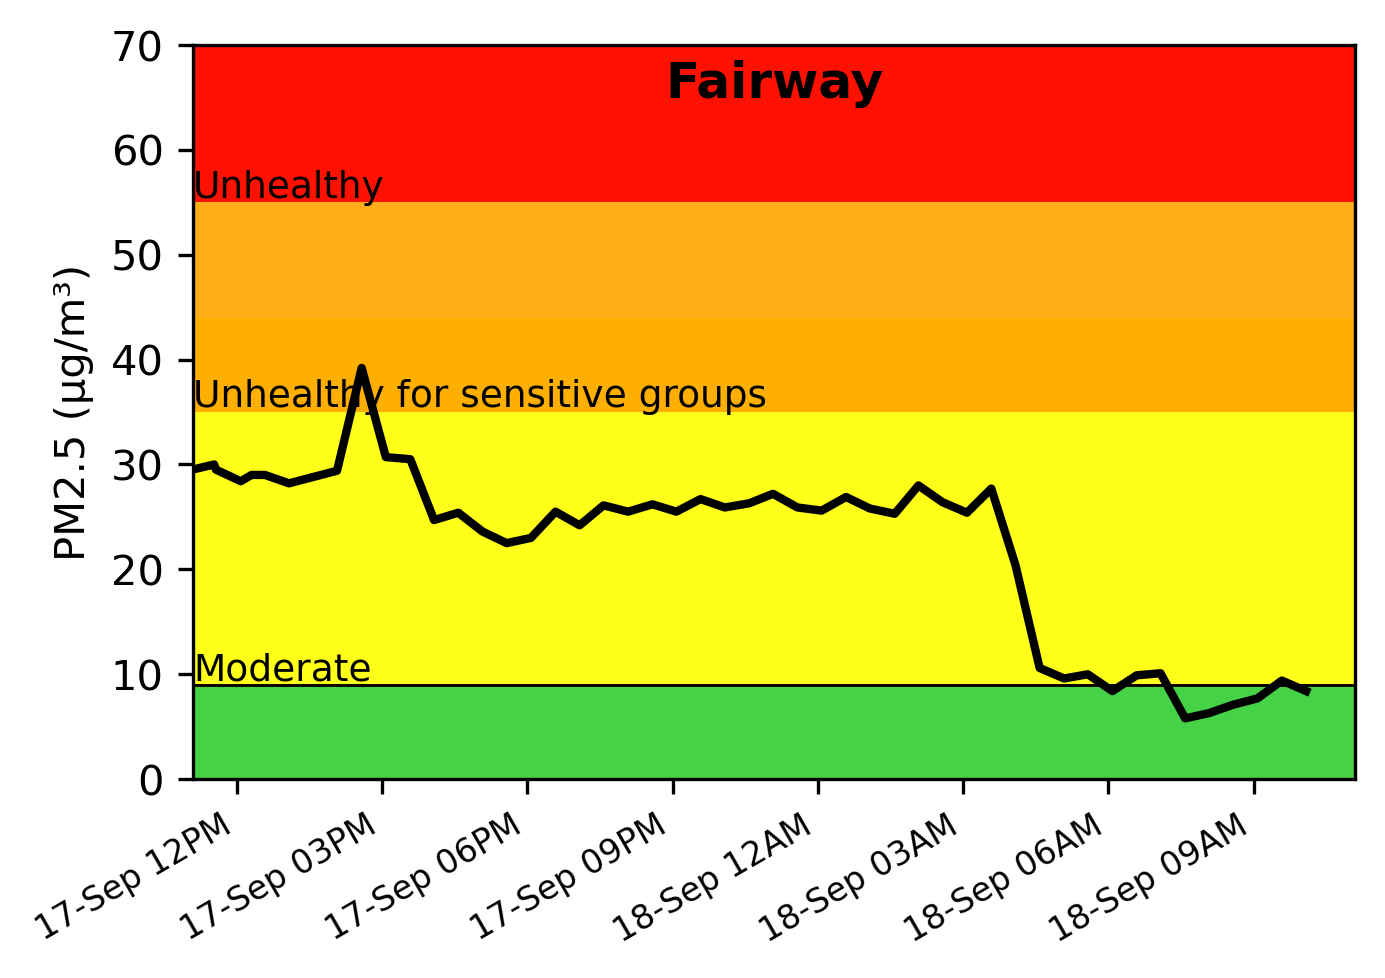 Fairway
70
60
50
40
30
20
10
0
PM2.5 (µg/m³)
Unhealthy
Unhealthy for sensitive groups
Moderate
17-Sep 12PM
17-Sep 03PM
17-Sep 06PM
17-Sep 09PM
18-Sep 12AM
18-Sep 03AM
18-Sep 06AM
18-Sep 09AM